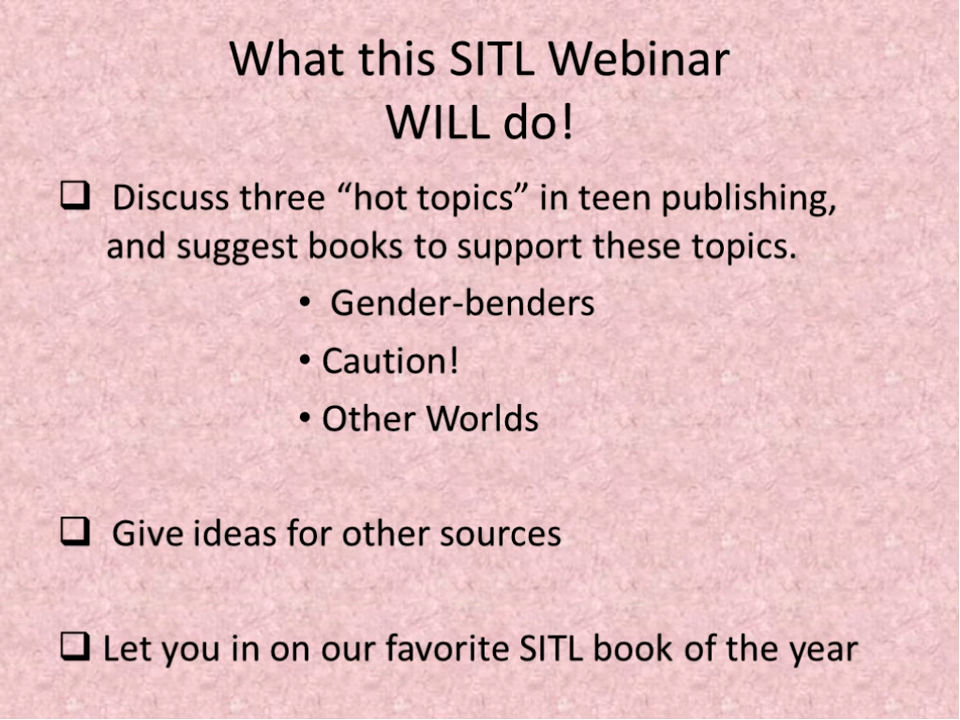 What this SITL Webinar
WILL do!
❑ Discuss three “hot topics” in teen publishing,
and suggest books to support these topics.
• Gender-benders
• Caution!
• Other Worlds
❑ Give ideas for other sources
❑ Let you in on our favorite SITL book of the year